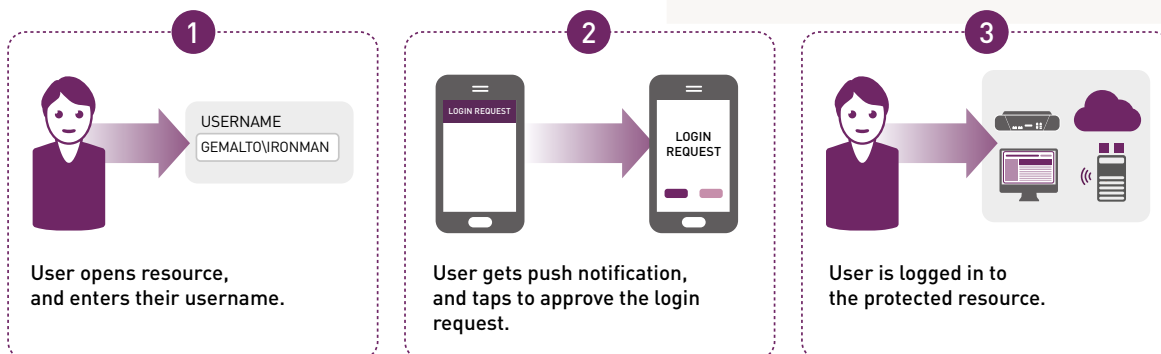 1
USERNAME
GEMALTO\IRONMAN
User opens resource,
and enters their username.
2
LOGIN REQUEST
LOGIN
REQUEST
User gets push notification,
and taps to approve the login
request.
3
User is logged in to
the protected resource.